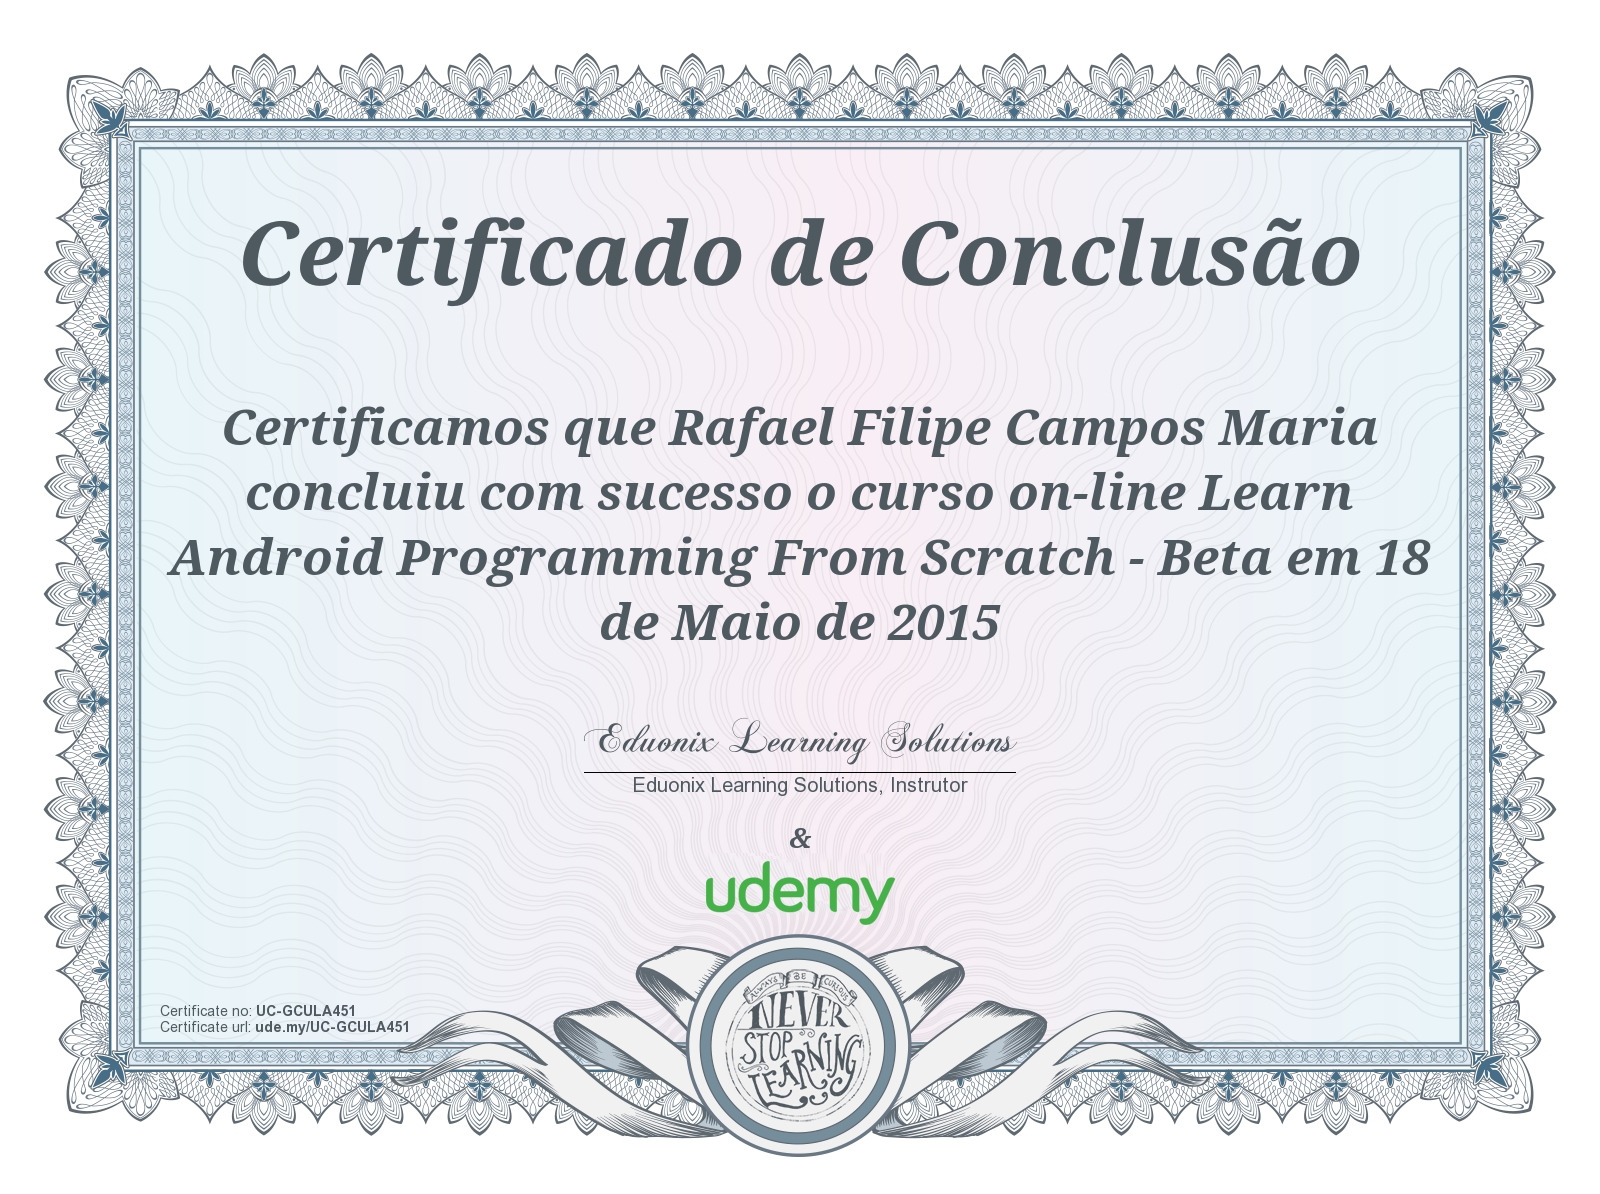 Certificado de Conclusão
Certificamos que Rafael Filipe Campos Maria
concluiu com sucesso o curso on-line Learn
Android Programming From Scratch - Beta em 18
de Maio de 2015
Eduonix Learning Solutions
Eduonix Learning Solutions, Instrutor
&
udemy
Certificate no: UC-GCULA451
Certificate url: ude.my/UC-GCULA451
ALWAYS BE CURIOUS
NEVER
STOP
LEARNING